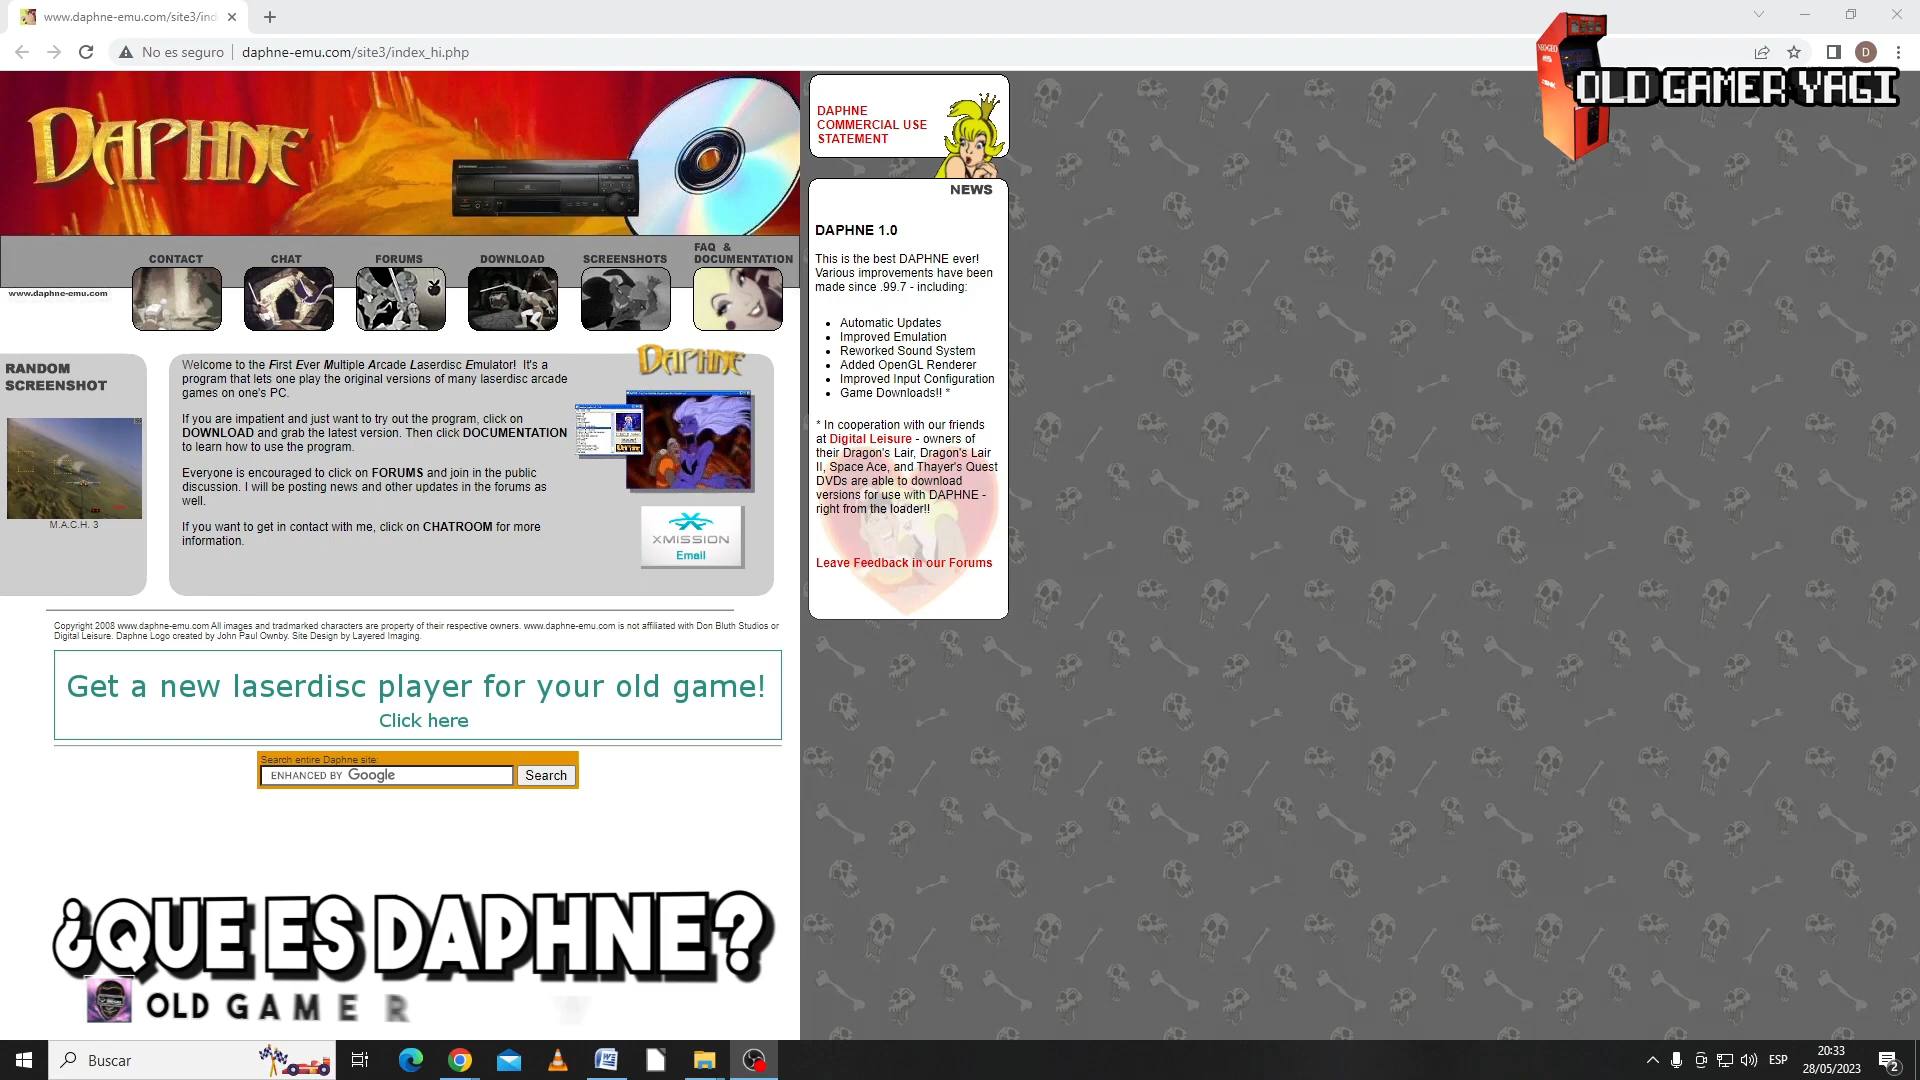 www.daphne-emu.com/site3/ind
No es seguro
daphne-emu.com/site3/index_hi.php
D
OLD GAMER YAGI
DAPHNE
CONTACT
CHAT
FORUMS
DOWNLOAD
SCREENSHOTS
FAQ &
DOCUMENTATION
www.daphne-emu.com
RANDOM
SCREENSHOT
M.A.C.H. 3
Welcome to the First Ever Multiple Arcade Laserdisc Emulator! It's a
program that lets one play the original versions of many laserdisc arcade
games on one's PC.
If you are impatient and just want to try out the program, click on
DOWNLOAD and grab the latest version. Then click DOCUMENTATION
to learn how to use the program.
Everyone is encouraged to click on FORUMS and join in the public
discussion. I will be posting news and other updates in the forums as
well.
If you want to get in contact with me, click on CHATROOM for more
information.
DAPHNE
XMISSION
Email
DAPHNE
COMMERCIAL USE
STATEMENT
NEWS
DAPHNE 1.0
This is the best DAPHNE ever!
Various improvements have been
made since .99.7 - including:
Automatic Updates
Improved Emulation
Reworked Sound System
Added OpenGL Renderer
Improved Input Configuration
Game Downloads!! *
* In cooperation with our friends
at Digital Leisure - owners of
their Dragon's Lair, Dragon's Lair
II, Space Ace, and Thayer's Quest
DVDs are able to download
versions for use with DAPHNE -
right from the loader!!
Leave Feedback in our Forums
Copyright 2008 www.daphne-emu.com All images and tradmarked characters are property of their respective owners. www.daphne-emu.com is not affiliated with Don Bluth Studios or
Digital Leisure. Daphne Logo created by John Paul Ownby. Site Design by Layered Imaging.
Get a new laserdisc player for your old game!
Click here
Search entire Daphne site:
ENHANCED BY Google
Search
¿QUE ES DAPHNE?
OLD GAMER
Buscar
ESP
20:33
28/05/2023
2